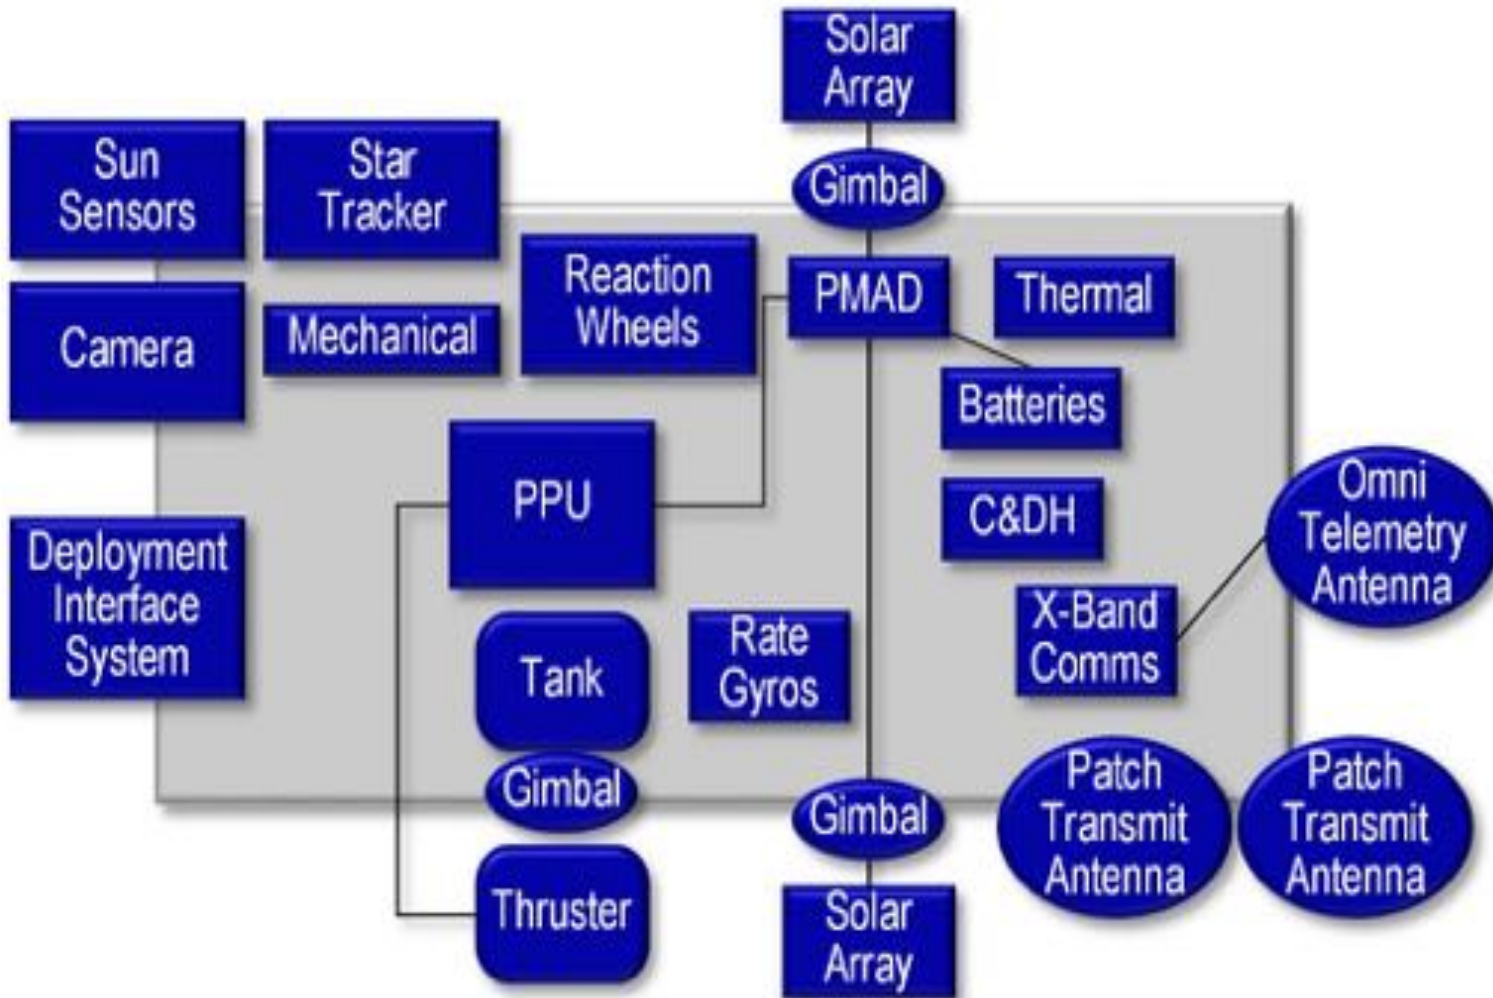 Solar
Array
Gimbal
Sun
Sensors
Star
Tracker
Reaction
Wheels
PMAD
Thermal
Camera
Mechanical
Batteries
PPU
C&DH
Omni
Telemetry
Antenna
Deployment
Interface
System
X-Band
Comms
Tank
Rate
Gyros
Gimbal
Gimbal
Patch
Transmit
Antenna
Patch
Transmit
Antenna
Thruster
Solar
Array